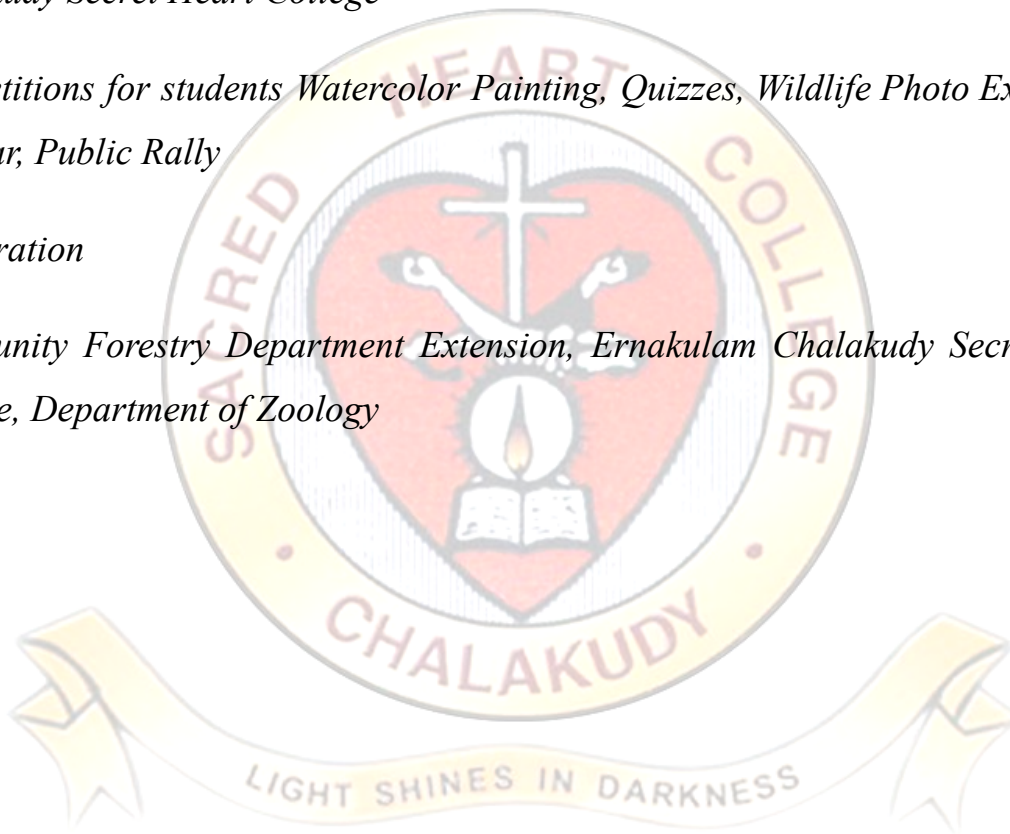 udy Secret Heart College
etitions for students Watercolor Painting, Quizzes, Wildlife Photo Ex
ar, Public Rally
ration
unity Forestry Department Extension, Ernakulam Chalakudy Secr
e, Department of Zoology
SACRED HEART COLLEGE
CHALAKUDY
LIGHT SHINES IN DARKNESS